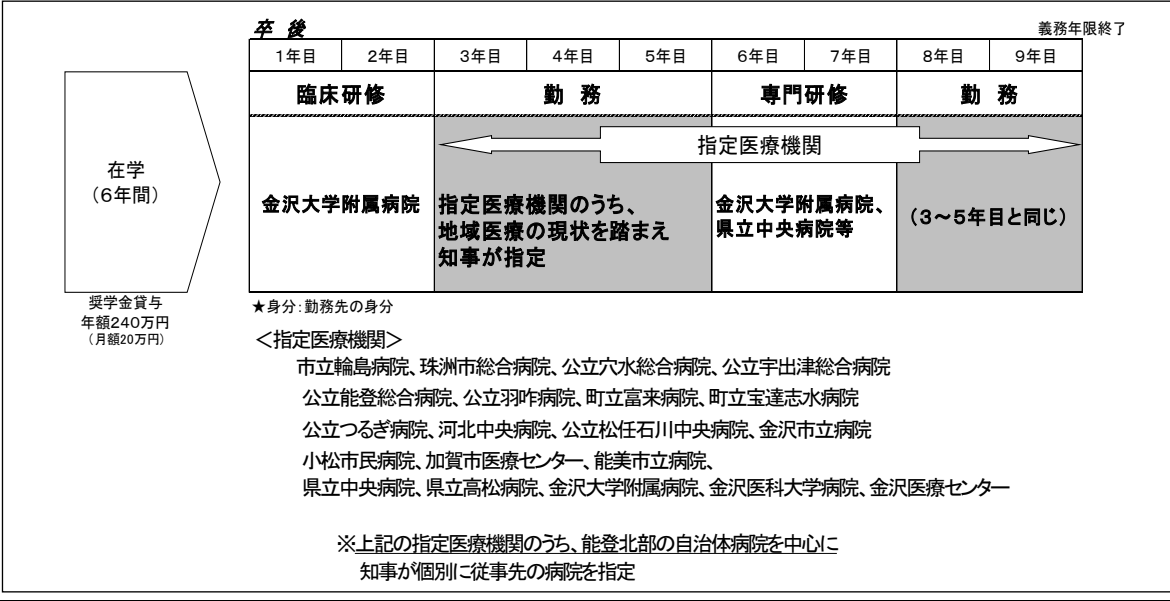 卒 後
義務年限終了
1年目 2年目 3年目 4年目 5年目 6年目 7年目 8年目 9年目
臨床研修 勤 務 専門研修 勤 務
指定医療機関
在学
(6年間)
金沢大学附属病院
指定医療機関のうち、
地域医療の現状を踏まえ
知事が指定
金沢大学附属病院、
県立中央病院等
(3～5年目と同じ)
奨学金貸与
年額240万円
(月額20万円)
★身分:勤務先の身分
＜指定医療機関＞
市立輪島病院、珠洲市総合病院、公立穴水総合病院、公立宇出津総合病院
公立能登総合病院、公立羽咋病院、町立富来病院、町立宝達志水病院
公立つるぎ病院、河北中央病院、公立松任石川中央病院、金沢市立病院
小松市民病院、加賀市医療センター、能美市立病院、
県立中央病院、県立高松病院、金沢大学附属病院、金沢医科大学病院、金沢医療センター
※上記の指定医療機関のうち、能登北部の自治体病院を中心に
知事が個別に従事先の病院を指定